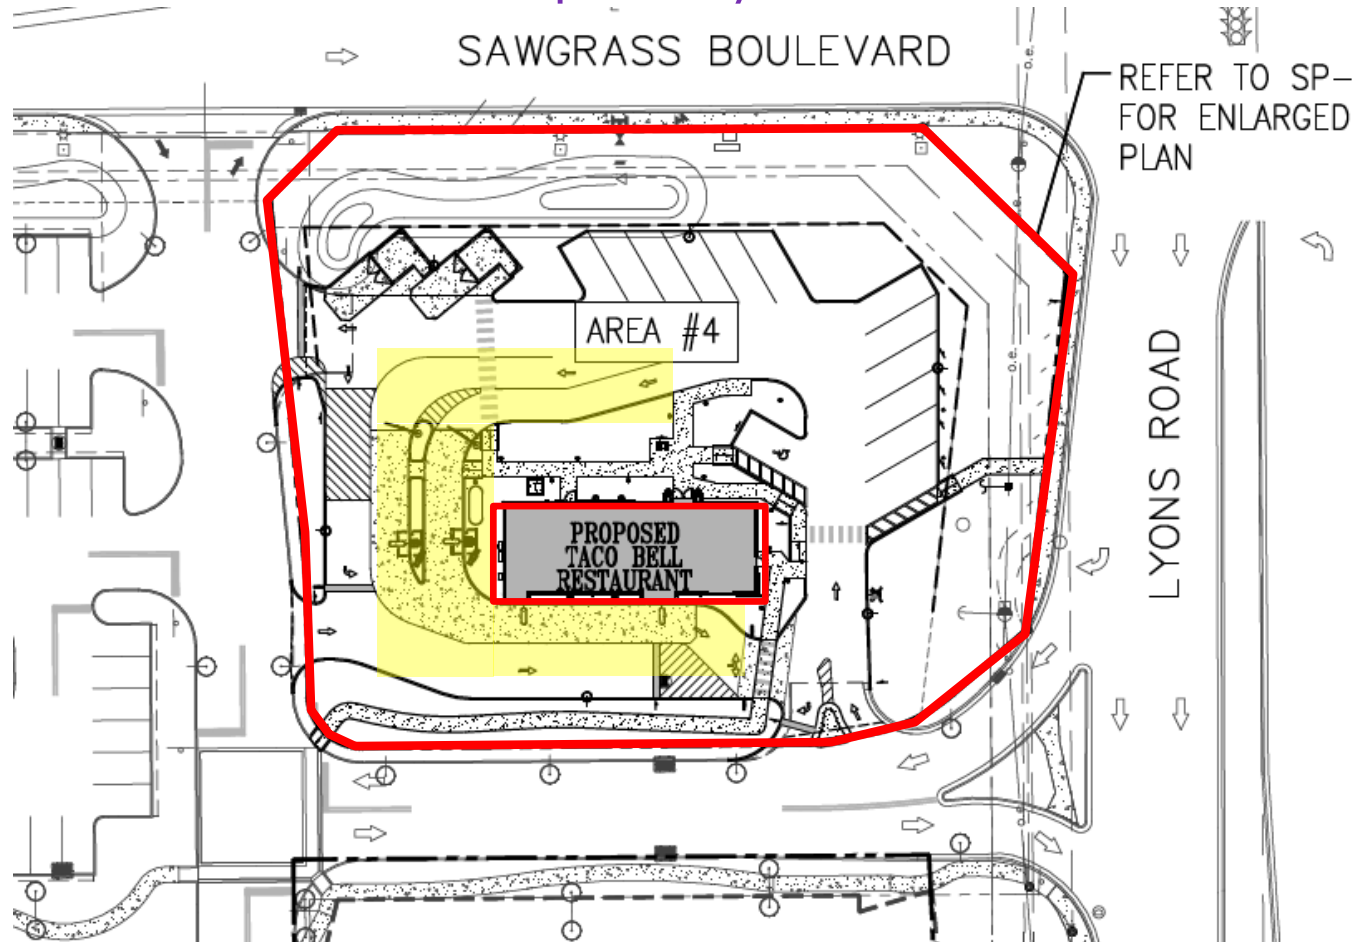 SAWGRASS BOULEVARD
REFER TO SP-
FOR ENLARGED
PLAN
AREA #4
LYONS ROAD
PROPOSED
TACO BELL
RESTAURANT
o.e.
o.e.
o.e.